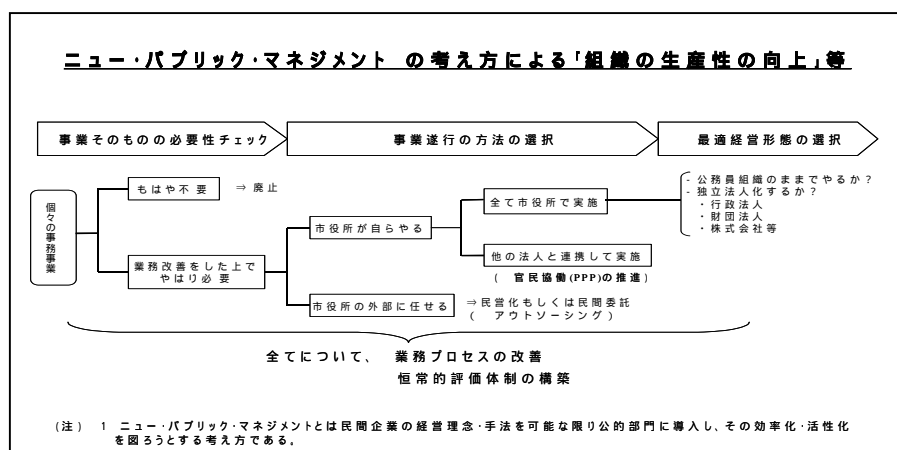 ニュー・パブリック・マネジメント の考え方による「組織の生産性の向上」等
事業そのものの必要性チェック
事業遂行の方法の選択
最適経営形態の選択
個々の事務事業
もはや不要
⇒ 廃止
業務改善をした上で
やはり必要
市役所が自らやる
市役所の外部に任せる
⇒民営化もしくは民間委託
( アウトソーシング)
全て市役所で実施
他の法人と連携して実施
( 官民協働(PPP)の推進)
- 公務員組織のままでやるか?
- 独立法人化するか?
・行政法人
・財団法人
・株式会社等
全てについて、 業務プロセスの改善
恒常的評価体制の構築
(注) 1 ニュー・パブリック・マネジメントとは民間企業の経営理念・手法を可能な限り公的部門に導入し、その効率化・活性化
を図ろうとする考え方である。